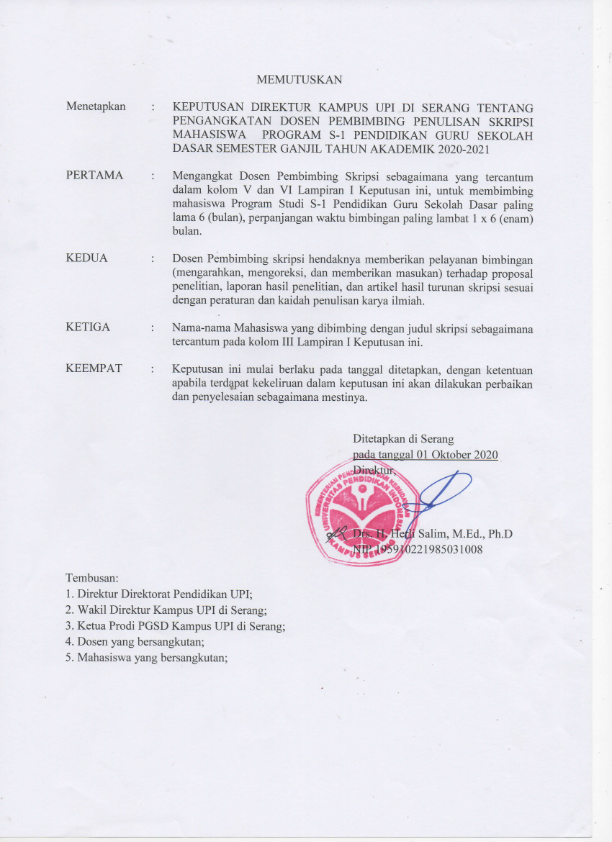 MEMUTUSKAN
Menetapkan : KEPUTUSAN DIREKTUR KAMPUS UPI DI SERANG TENTANG
PENGANGKATAN DOSEN PEMBIMBING PENULISAN SKRIPSI
MAHASISWA PROGRAM S-1 PENDIDIKAN GURU SEKOLAH
DASAR SEMESTER GANJIL TAHUN AKADEMIK 2020-2021
PERTAMA : Mengangkat Dosen Pembimbing Skripsi sebagaimana yang tercantum
dalam kolom V dan VI Lampiran I Keputusan ini, untuk membimbing
mahasiswa Program Studi S-1 Pendidikan Guru Sekolah Dasar paling
lama 6 (bulan), perpanjangan waktu bimbingan paling lambat 1 x 6 (enam)
bulan.
KEDUA : Dosen Pembimbing skripsi hendaknya memberikan pelayanan bimbingan
(mengarahkan, mengoreksi, dan memberikan masukan) terhadap proposal
penelitian, laporan hasil penelitian, dan artikel hasil turunan skripsi sesuai
dengan peraturan dan kaidah penulisan karya ilmiah.
KETIGA : Nama-nama Mahasiswa yang dibimbing dengan judul skripsi sebagaimana
tercantum pada kolom III Lampiran I Keputusan ini.
KEEMPAT : Keputusan ini mulai berlaku pada tanggal ditetapkan, dengan ketentuan
apabila terdapat kekeliruan dalam keputusan ini akan dilakukan perbaikan
dan penyelesaian sebagaimana mestinya.
Ditetapkan di Serang
pada tanggal 01 Oktober 2020
Direktur,
UNIVERSITAS PENDIDIKAN INDONESIA
KAMPUS SERANG
Drs. H. Herli Salim, M.Ed., Ph.D
NIP 195910221985031008
Tembusan:
1. Direktur Direktorat Pendidikan UPI;
2. Wakil Direktur Kampus UPI di Serang;
3. Ketua Prodi PGSD Kampus UPI di Serang;
4. Dosen yang bersangkutan;
5. Mahasiswa yang bersangkutan;